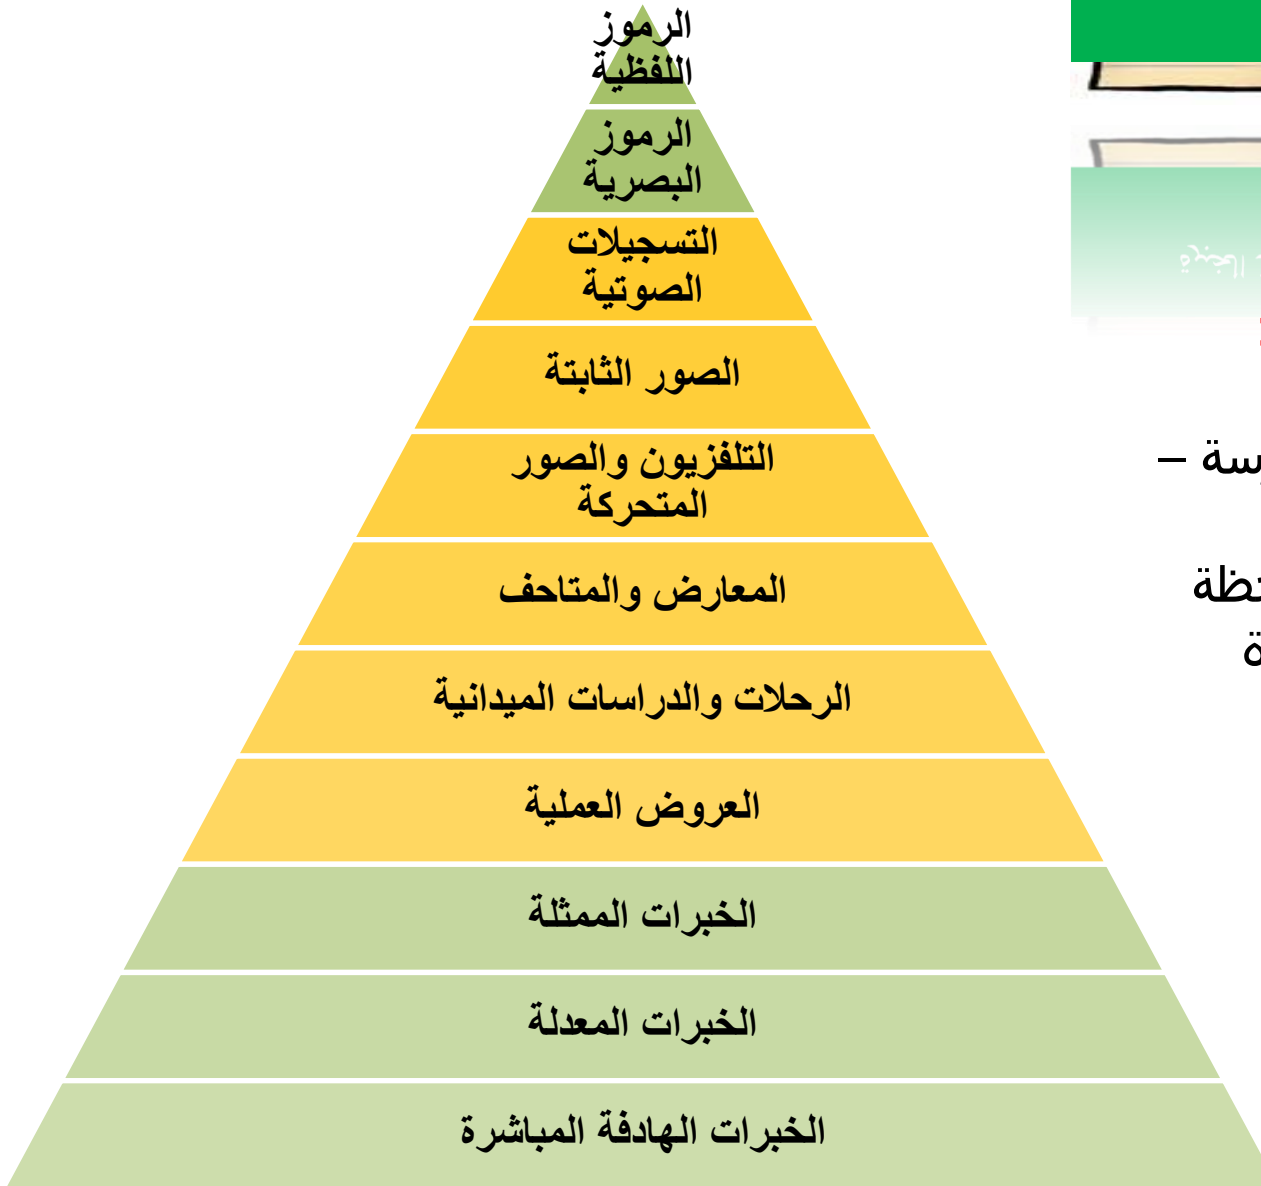 الرموز
اللفظية
الرموز
البصرية
التسجيلات
الصوتية
الصور الثابتة
التلفزيون والصور
المتحركة
المعارض والمتاحف
الرحلات والدراسات الميدانية
العروض العملية
الخبرات الممثلة
الخبرات المعدلة
الخبرات الهادفة المباشرة